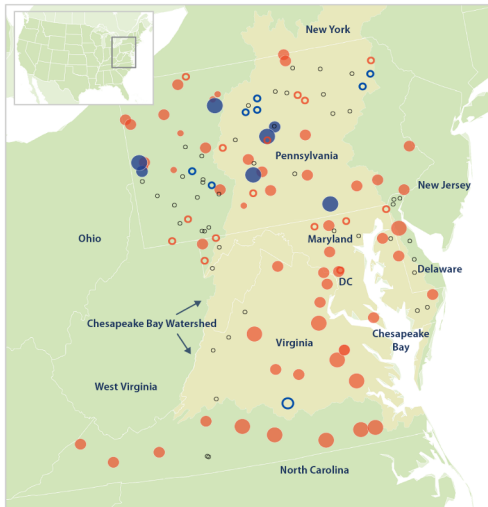 New York
Pennsylvania
New Jersey
Ohio
Maryland
DC
Delaware
Chesapeake Bay Watershed
Chesapeake
Bay
Virginia
West Virginia
North Carolina